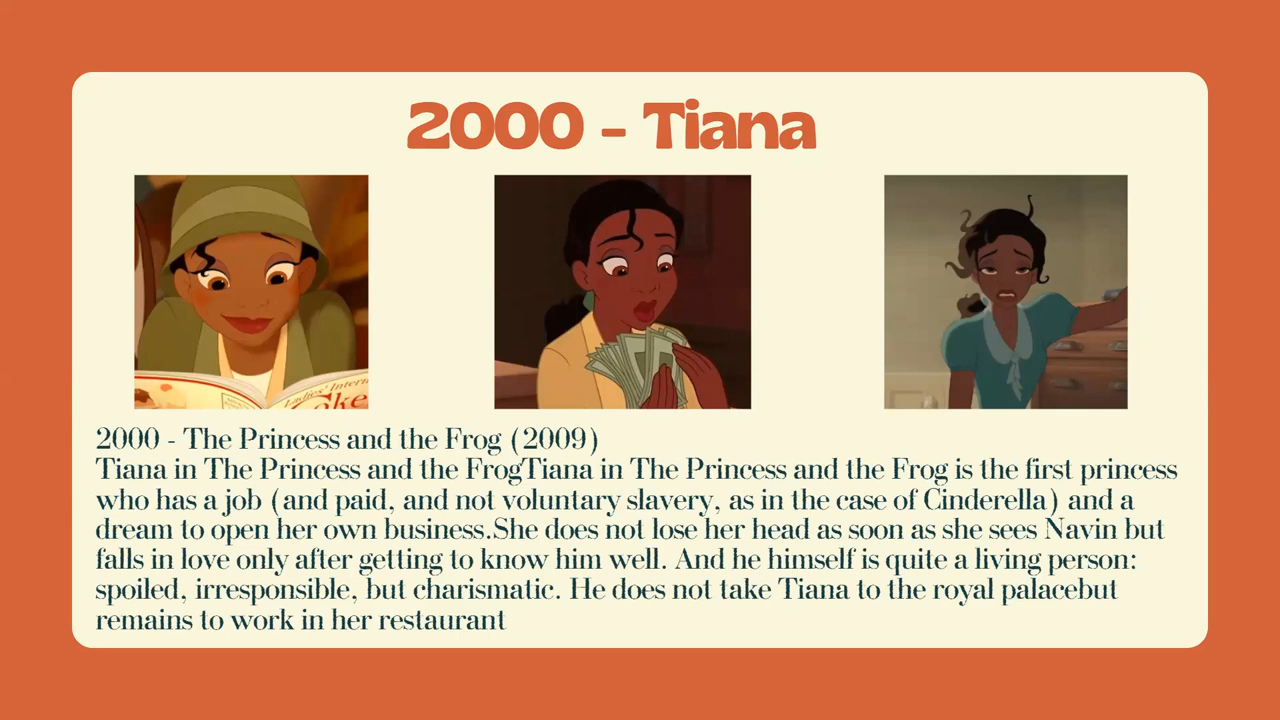 2000 - Tiana
Ladies' Intern
Coke
2000 - The Princess and the Frog (2009)
Tiana in The Princess and the FrogTiana in The Princess and the Frog is the first princess
who has a job (and paid, and not voluntary slavery, as in the case of Cinderella) and a
dream to open her own business.She does not lose her head as soon as she sees Navin but
falls in love only after getting to know him well. And he himself is quite a living person:
spoiled, irresponsible, but charismatic. He does not take Tiana to the royal palacebut
remains to work in her restaurant